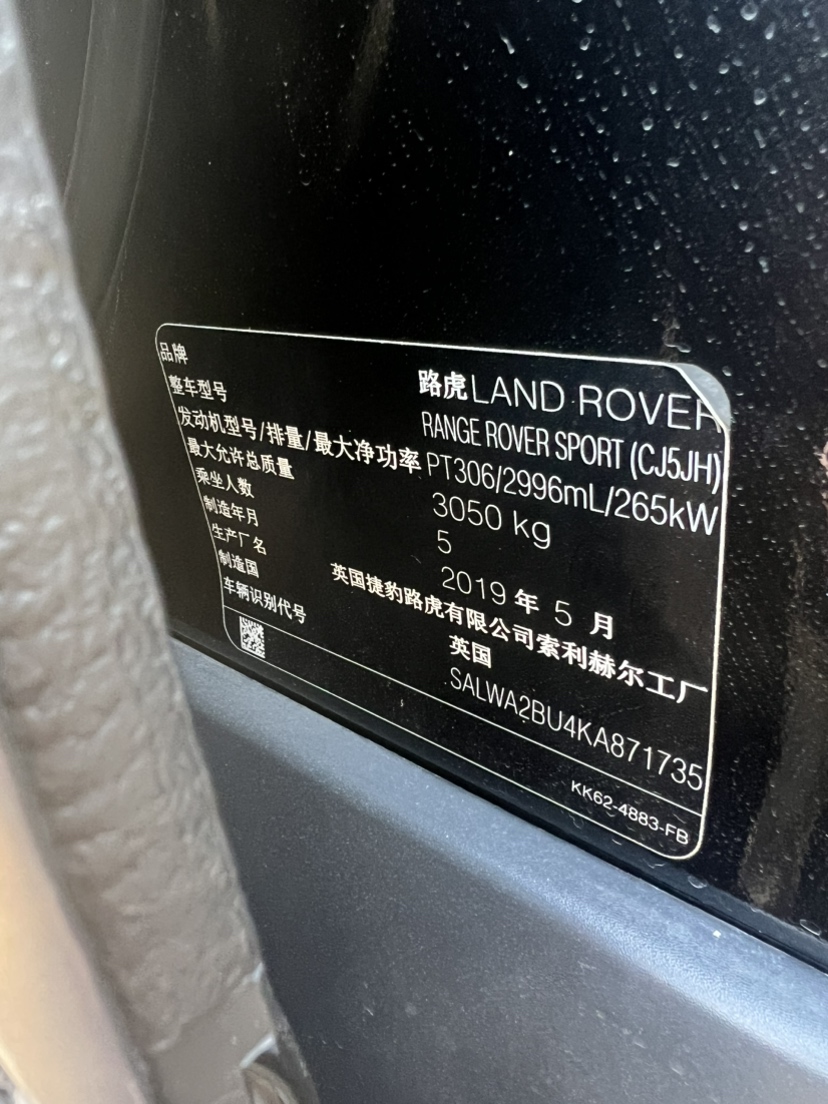 品牌 路虎LAND ROVER
整车型号 RANGE ROVER SPORT (CJ5JH)
发动机型号/排量/最大净功率 PT306/2996mL/265kW
最大允许总质量 3050 kg
乘坐人数 5
制造年月 2019 年 5 月
生产厂名 英国捷豹路虎有限公司索利赫尔工厂
制造国 英国
车辆识别代号 SALWA2BU4KA871735
KK62-4883-FB